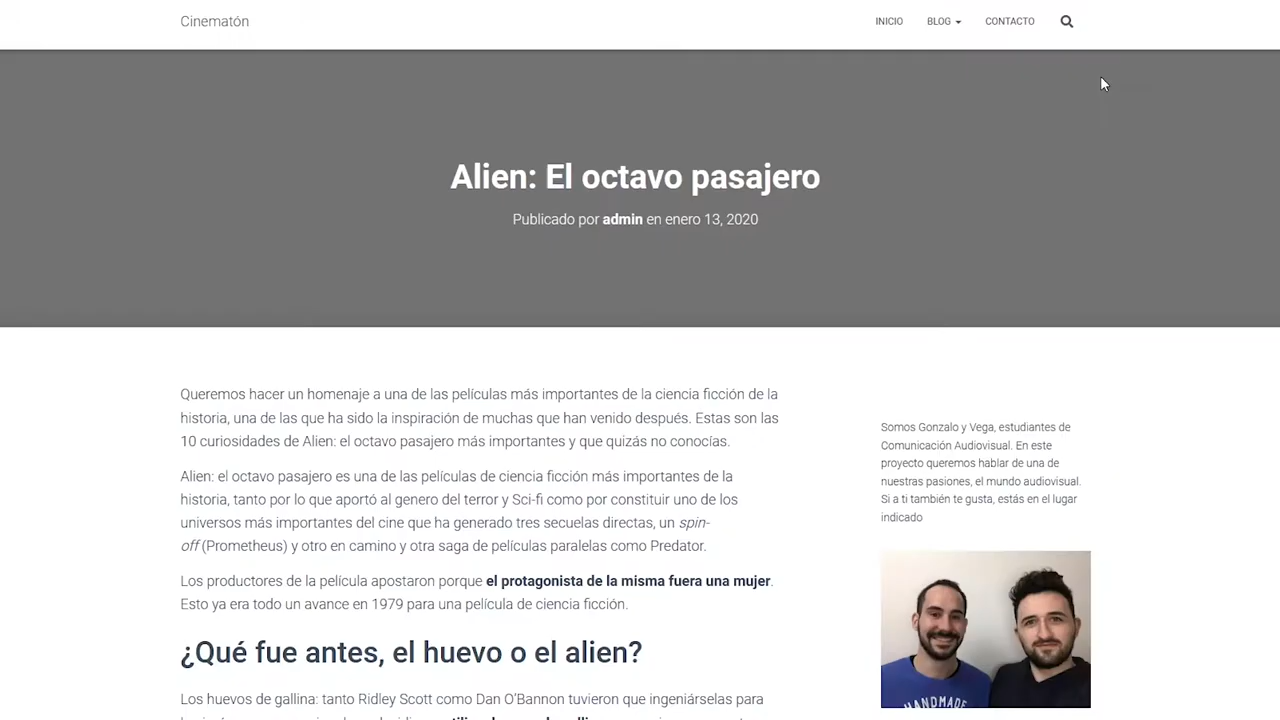 Cinematón
INICIO
BLOG
CONTACTO
Alien: El octavo pasajero
Publicado por admin en enero 13, 2020
Queremos hacer un homenaje a una de las películas más importantes de la ciencia ficción de la
historia, una de las que ha sido la inspiración de muchas que han venido después. Estas son las
10 curiosidades de Alien: el octavo pasajero más importantes y que quizás no conocías.
Alien: el octavo pasajero es una de las películas de ciencia ficción más importantes de la
historia, tanto por lo que aportó al genero del terror y Sci-fi como por constituir uno de los
universos más importantes del cine que ha generado tres secuelas directas, un spin-
off (Prometheus) y otro en camino y otra saga de películas paralelas como Predator.
Los productores de la película apostaron porque el protagonista de la misma fuera una mujer.
Esto ya era todo un avance en 1979 para una película de ciencia ficción.
¿Qué fue antes, el huevo o el alien?
Los huevos de gallina: tanto Ridley Scott como Dan O'Bannon tuvieron que ingeniárselas para
Somos Gonzalo y Vega, estudiantes de
Comunicación Audiovisual. En este
proyecto queremos hablar de una de
nuestras pasiones, el mundo audiovisual.
Si a ti también te gusta, estás en el lugar
indicado
HANDMADE